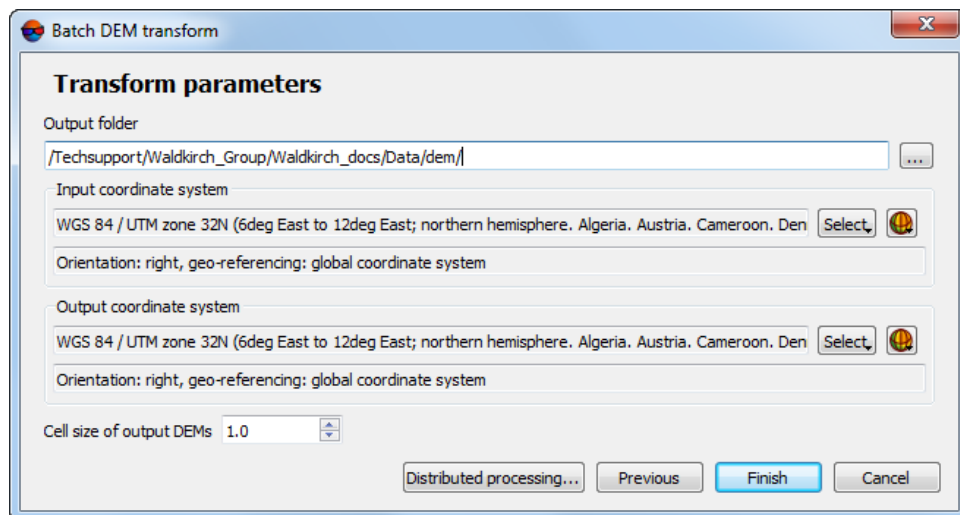 Batch DEM transform
Transform parameters
Output folder
/Techsupport/Waldkirch_Group/Waldkirch_docs/Data/dem/
...
Input coordinate system
WGS 84 / UTM zone 32N (6deg East to 12deg East; northern hemisphere. Algeria. Austria. Cameroon. Den
Select
Orientation: right, geo-referencing: global coordinate system
Output coordinate system
WGS 84 / UTM zone 32N (6deg East to 12deg East; northern hemisphere. Algeria. Austria. Cameroon. Den
Select
Orientation: right, geo-referencing: global coordinate system
Cell size of output DEMs 1.0
Distributed processing... Previous Finish Cancel